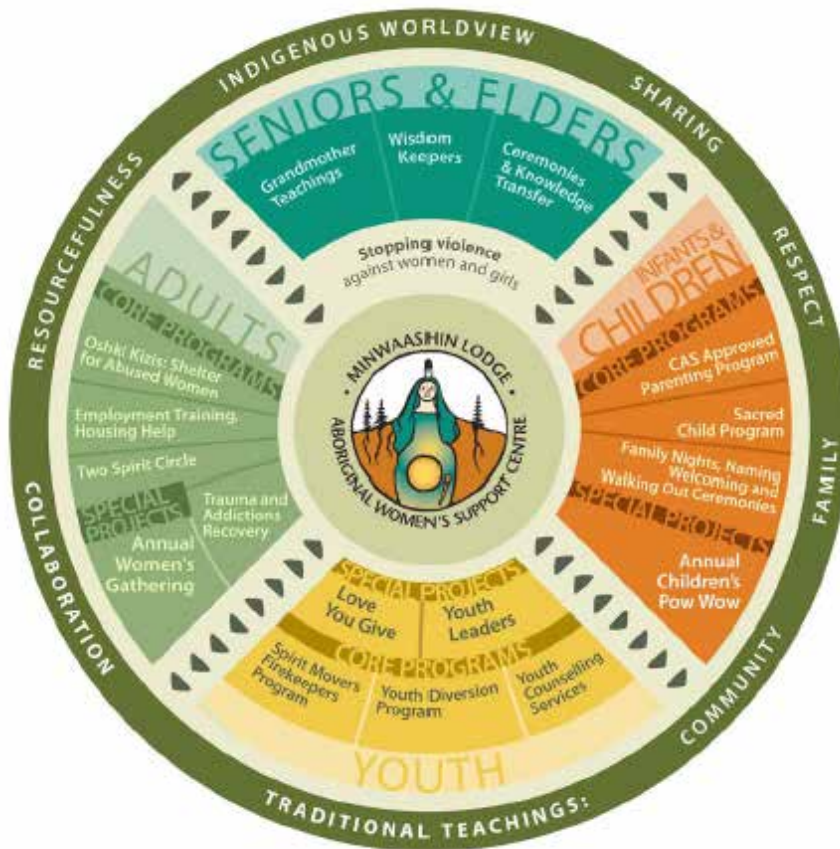 INDIGENOUS WORLDVIEW
SHARING
RESPECT
FAMILY
COMMUNITY
TRADITIONAL TEACHINGS:
COLLABORATION
RESOURCEFULNESS
SENIORS & ELDERS
Grandmother
Teachings
Wisdom
Keepers
Ceremonies
& Knowledge
Transfer
Stopping violence
against women and girls
INFANTS &
CHILDREN
CORE PROGRAMS
CAS Approved
Parenting Program
Sacred
Child Program
Family Nights, Naming
Welcoming and
Walking Out Ceremonies
SPECIAL PROJECTS
Annual
Children's
Pow Wow
ADULTS
CORE PROGRAMS
Oshki Kizis: Shelter
for Abused Women
Employment Training,
Housing Help
Two Spirit Circle
Trauma and
Addictions
Recovery
SPECIAL
PROJECTS
Annual
Women's
Gathering
• MINWAASHIN LODGE •
ABORIGINAL WOMEN'S SUPPORT CENTRE
SPECIAL PROJECTS
Love
You Give
Youth
Leaders
CORE PROGRAMS
Spirit Movers
Firekeepers
Program
Youth Diversion
Program
Youth
Counselling
Services
YOUTH